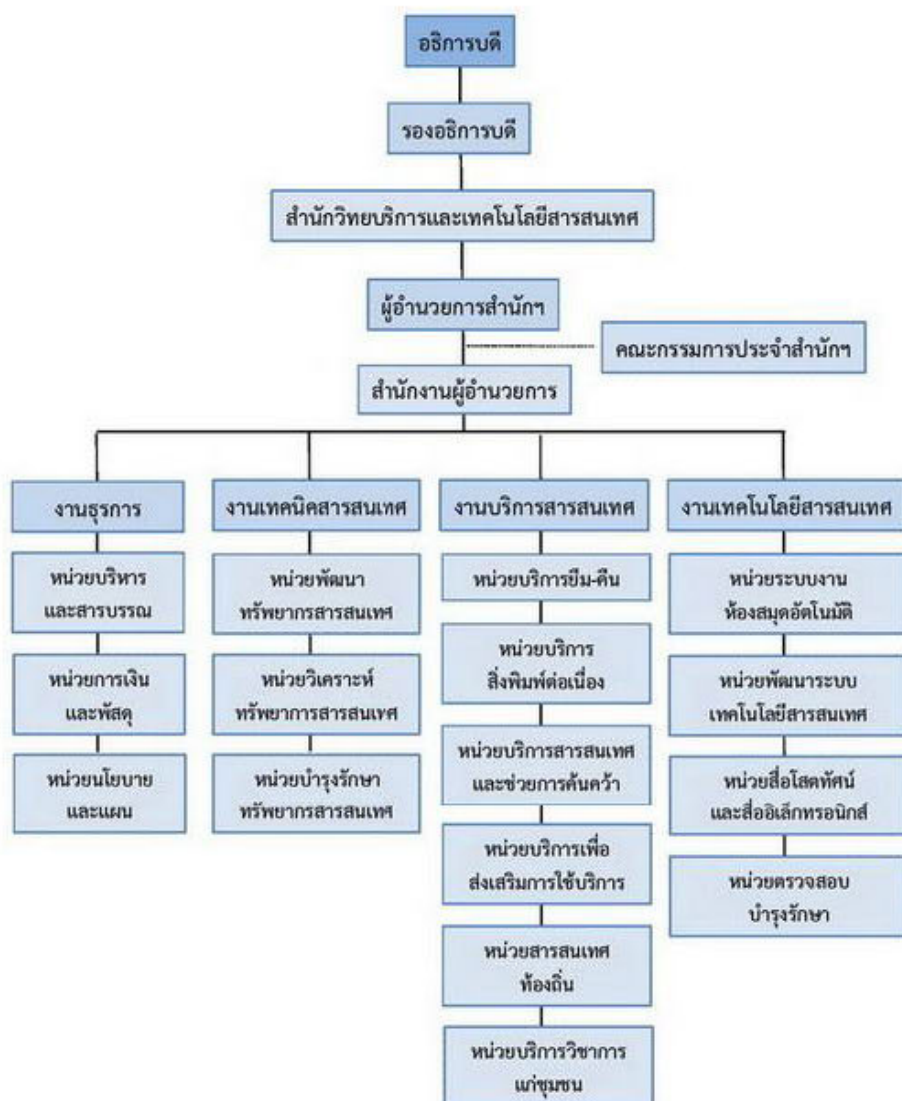 อธิการบดี
รองอธิการบดี
สำนักวิทยบริการและเทคโนโลยีสารสนเทศ
ผู้อำนวยการสำนักฯ
คณะกรรมการประจำสำนักฯ
สำนักงานผู้อำนวยการ
งานธุรการ
หน่วยบริหาร
และสารบรรณ
หน่วยการเงิน
และพัสดุ
หน่วยนโยบาย
และแผน
งานเทคนิคสารสนเทศ
หน่วยพัฒนา
ทรัพยากรสารสนเทศ
หน่วยวิเคราะห์
ทรัพยาการสารสนเทศ
หน่วยบำรุงรักษา
ทรัพยากรสารสนเทศ
งานบริการสารสนเทศ
หน่วยบริการยืม-คืน
หน่วยบริการ
สิ่งพิมพ์ต่อเนื่อง
หน่วยบริการสารสนเทศ
และช่วยการค้นคว้า
หน่วยบริการเพื่อ
ส่งเสริมการใช้บริการ
หน่วยสารสนเทศ
ท้องถิ่น
หน่วยบริการวิชาการ
แก่ชุมชน
งานเทคโนโลยีสารสนเทศ
หน่วยระบบงาน
ห้องสมุดอัตโนมัติ
หน่วยพัฒนาระบบ
เทคโนโลยีสารสนเทศ
หน่วยสื่อโสตทัศน์
และสื่ออิเล็กทรอนิกส์
หน่วยตรวจสอบ
บำรุงรักษา